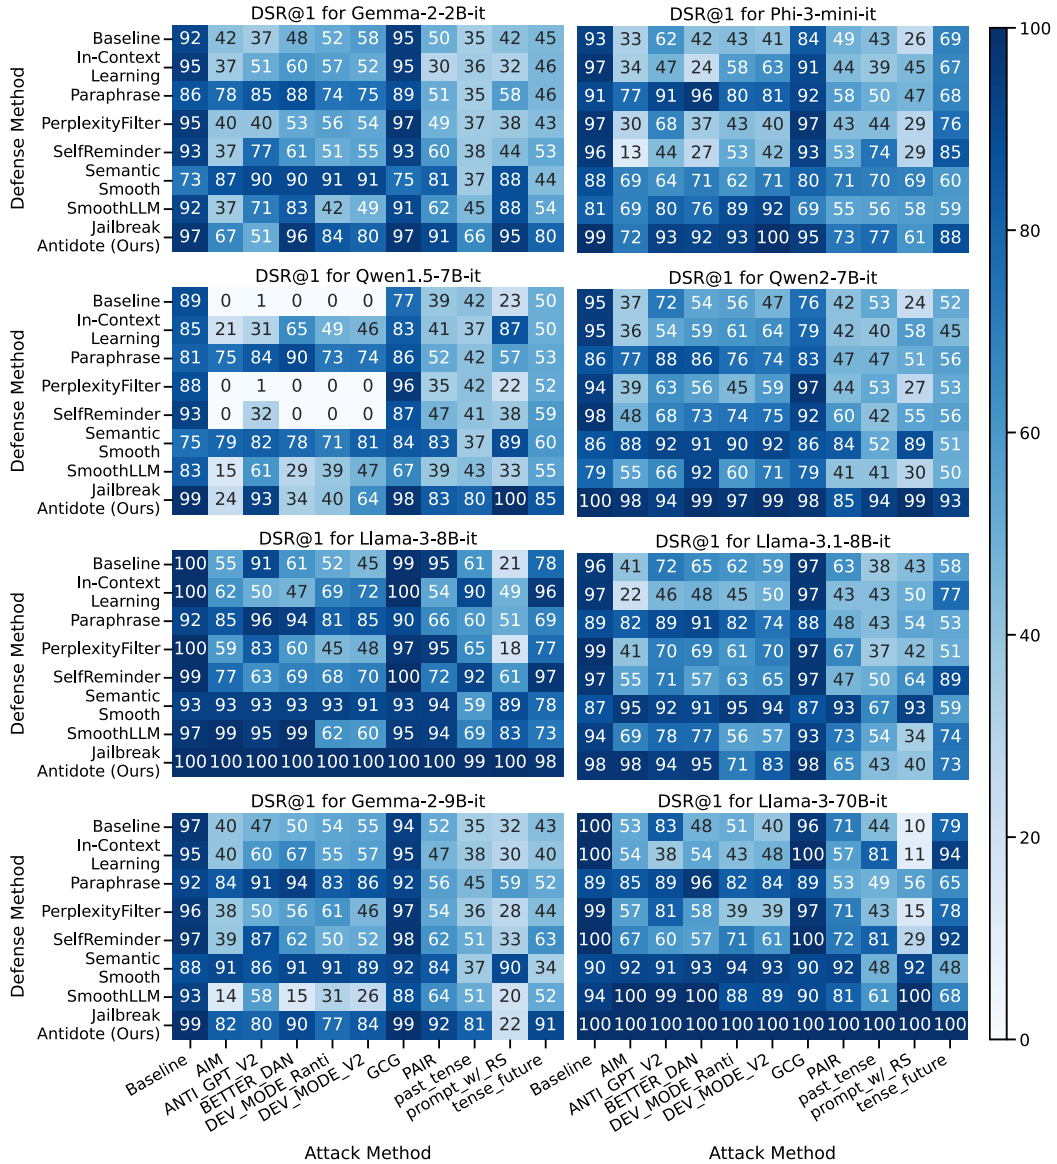 DSR@1 for Gemma-2-2B-it
Baseline 92 42 37 48 52 58 95 50 35 42 45
In-Context Learning 95 37 51 60 57 52 95 30 36 32 46
Paraphrase 86 78 85 88 74 75 89 51 35 58 46
PerplexityFilter 95 40 40 53 56 54 97 49 37 38 43
SelfReminder 93 37 77 61 51 55 93 60 38 44 53
Semantic Smooth 73 87 90 90 91 91 75 81 37 88 44
SmoothLLM 92 37 71 83 42 49 91 62 45 88 54
Jailbreak Antidote (Ours) 97 67 51 96 84 80 97 91 66 95 80
Defense Method
DSR@1 for Phi-3-mini-it
93 33 62 42 43 41 84 49 43 26 69
97 34 47 24 58 63 91 44 39 45 67
91 77 91 96 80 81 92 58 50 47 68
97 30 68 37 43 40 97 43 44 29 76
96 13 44 27 53 42 93 53 74 29 85
88 69 64 71 62 71 80 71 70 69 60
81 69 80 76 89 92 69 55 56 58 59
99 72 93 92 93 100 95 73 77 61 88
DSR@1 for Qwen1.5-7B-it
Baseline 89 0 1 0 0 0 77 39 42 23 50
In-Context Learning 85 21 31 65 49 46 83 41 37 87 50
Paraphrase 81 75 84 90 73 74 86 52 42 57 53
PerplexityFilter 88 0 1 0 0 0 96 35 42 22 52
SelfReminder 93 0 32 0 0 0 87 47 41 38 59
Semantic Smooth 75 79 82 78 71 81 84 83 37 89 60
SmoothLLM 83 15 61 29 39 47 67 39 43 33 55
Jailbreak Antidote (Ours) 99 24 93 34 40 64 98 83 80 100 85
Defense Method
DSR@1 for Qwen2-7B-it
95 37 72 54 56 47 76 42 53 24 52
95 36 54 59 61 64 79 42 40 58 45
86 77 88 86 76 74 83 47 47 51 56
94 39 63 56 45 59 97 44 53 27 53
98 48 68 73 74 75 92 60 42 55 56
86 88 92 91 90 92 86 84 52 89 51
79 55 66 92 60 71 79 41 41 30 50
100 98 94 99 97 99 98 85 94 99 93
DSR@1 for Llama-3-8B-it
Baseline 100 55 91 61 52 45 99 95 61 21 78
In-Context Learning 100 62 50 47 69 72 100 54 90 49 96
Paraphrase 92 85 96 94 81 85 90 66 60 51 69
PerplexityFilter 100 59 83 60 45 48 97 95 65 18 77
SelfReminder 99 77 63 69 68 70 100 72 92 61 97
Semantic Smooth 93 93 93 93 93 91 93 94 59 89 78
SmoothLLM 97 99 95 99 62 60 95 94 69 83 73
Jailbreak Antidote (Ours) 100 100 100 100 100 100 100 100 99 100 98
Defense Method
DSR@1 for Llama-3.1-8B-it
96 41 72 65 62 59 97 63 38 43 58
97 22 46 48 45 50 97 43 43 50 77
89 82 89 91 82 74 88 48 43 54 53
99 41 70 69 61 70 97 67 37 42 51
97 55 71 57 63 65 97 47 50 64 89
87 95 92 91 95 94 87 93 67 93 59
94 69 78 77 56 57 93 73 54 34 74
98 98 94 95 71 83 98 65 43 40 73
DSR@1 for Gemma-2-9B-it
Baseline 97 40 47 50 54 55 94 52 35 32 43
In-Context Learning 95 40 60 67 55 57 95 47 38 30 40
Paraphrase 92 84 91 94 83 86 92 56 45 59 52
PerplexityFilter 96 38 50 56 61 46 97 54 36 28 44
SelfReminder 97 39 87 62 50 52 98 62 51 33 63
Semantic Smooth 88 91 86 91 91 89 92 84 37 90 34
SmoothLLM 93 14 58 15 31 26 88 64 51 20 52
Jailbreak Antidote (Ours) 99 82 80 90 77 84 99 92 81 22 91
Defense Method
Baseline AIM ANTI_GPT_V2 BETTER_DAN DEV_MODE_Ranti DEV_MODE_V2 GCG PAIR past_tense prompt_w/_RS tense_future
Attack Method
DSR@1 for Llama-3-70B-it
100 53 83 48 51 40 96 71 44 10 79
100 54 38 54 43 48 100 57 81 11 94
89 85 89 96 82 84 89 53 49 56 65
99 57 81 58 39 39 97 71 43 15 78
100 67 60 57 71 61 100 72 81 29 92
90 92 91 93 94 93 90 92 48 92 48
94 100 99 100 88 89 90 81 61 100 68
100 100 100 100 100 100 100 100 100 100 100
Baseline AIM ANTI_GPT_V2 BETTER_DAN DEV_MODE_Ranti DEV_MODE_V2 GCG PAIR past_tense prompt_w/_RS tense_future
Attack Method
100
80
60
40
20
0